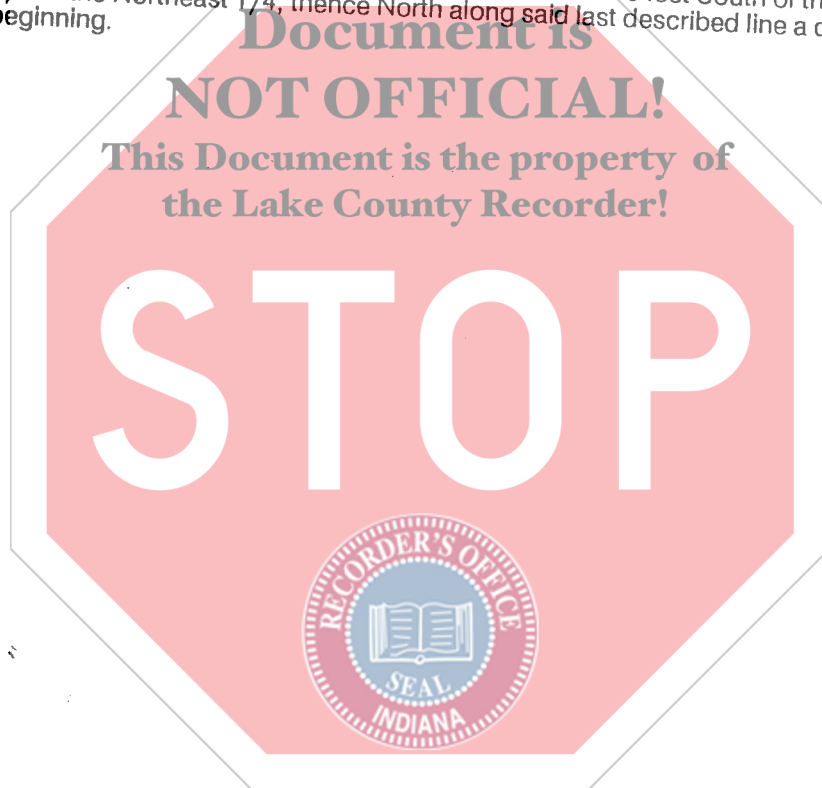 the Northeast 1/4, thence North along said last described line a
beginning.
Document is
NOT OFFICIAL!
This Document is the property of
the Lake County Recorder!
STOP
RECORDER'S OFFICE
SEAL
INDIANA